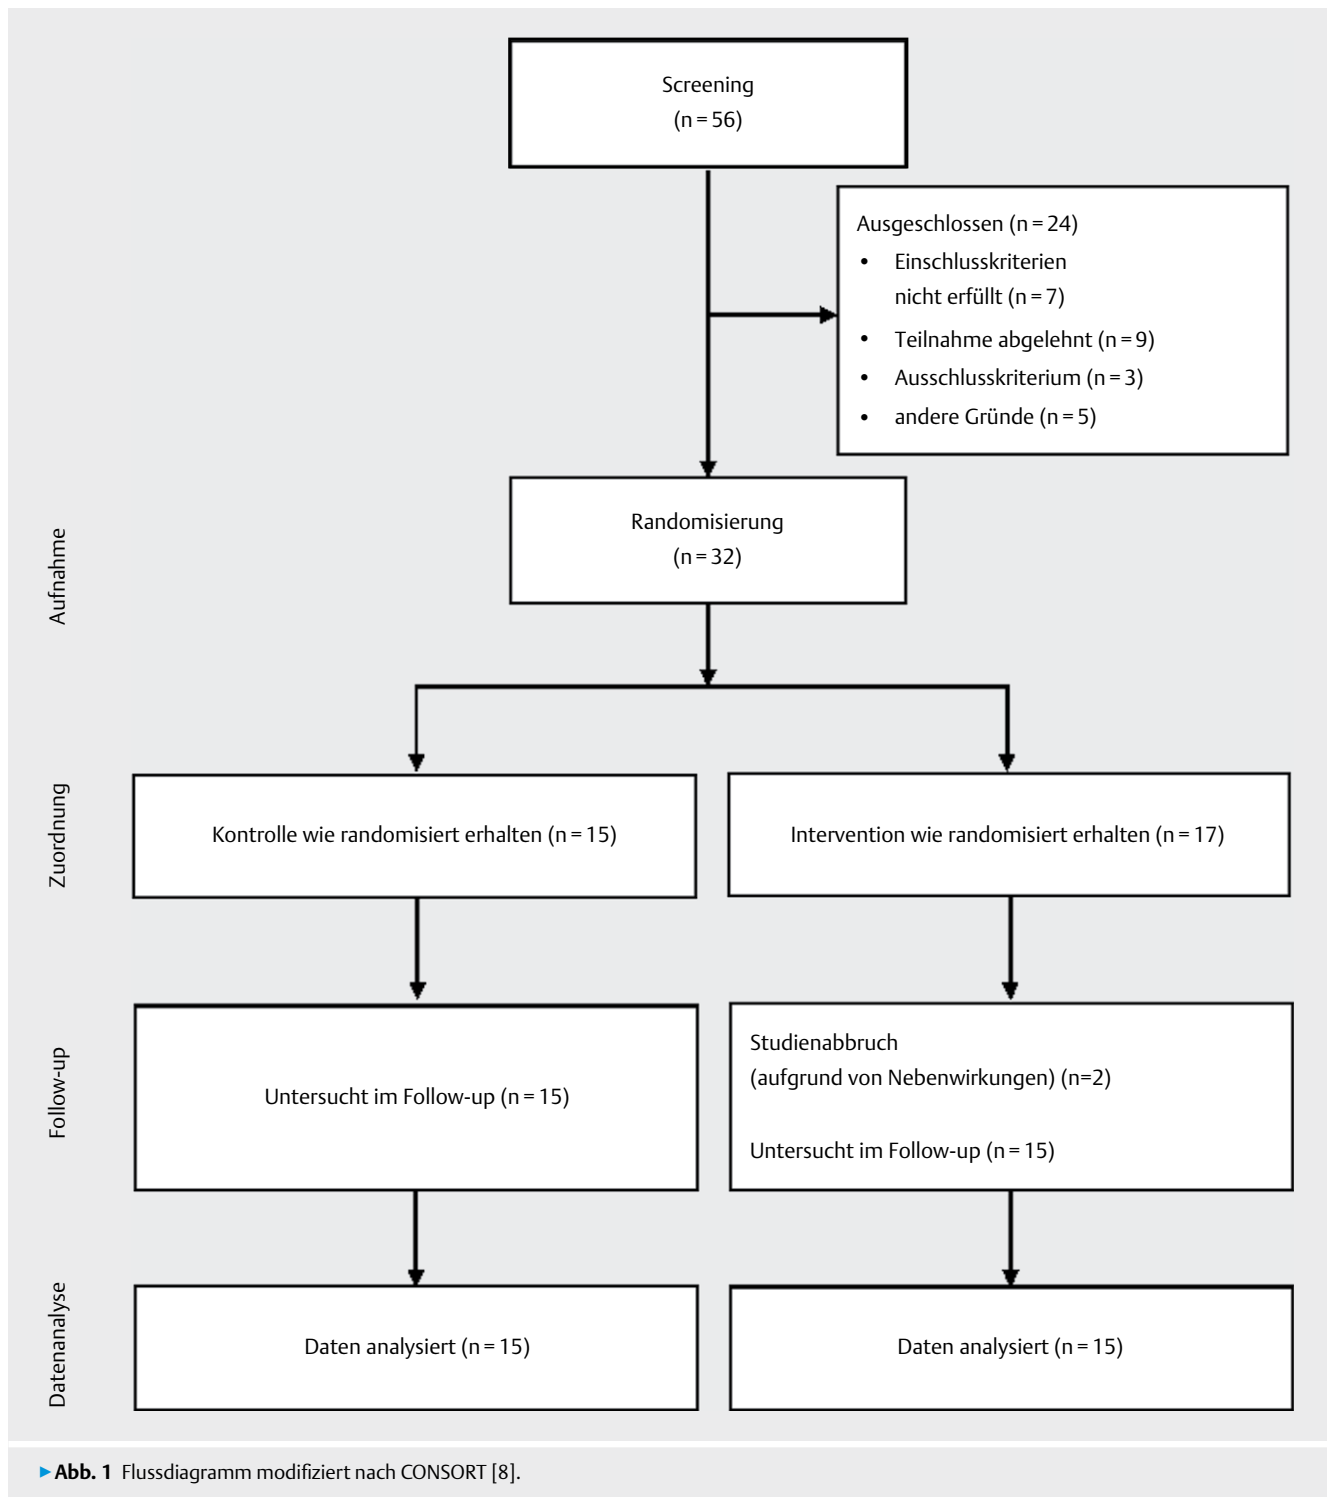 Screening
(n = 56)
Ausgeschlossen (n = 24)
• Einschlusskriterien
nicht erfüllt (n = 7)
• Teilnahme abgelehnt (n = 9)
• Ausschlusskriterium (n = 3)
• andere Gründe (n = 5)
Aufnahme
Randomisierung
(n = 32)
Zuordnung
Kontrolle wie randomisiert erhalten (n = 15)
Intervention wie randomisiert erhalten (n = 17)
Follow-up
Untersucht im Follow-up (n = 15)
Studienabbruch
(aufgrund von Nebenwirkungen) (n=2)
Untersucht im Follow-up (n = 15)
Datenanalyse
Daten analysiert (n = 15)
Daten analysiert (n = 15)
▶ Abb. 1 Flussdiagramm modifiziert nach CONSORT [8].